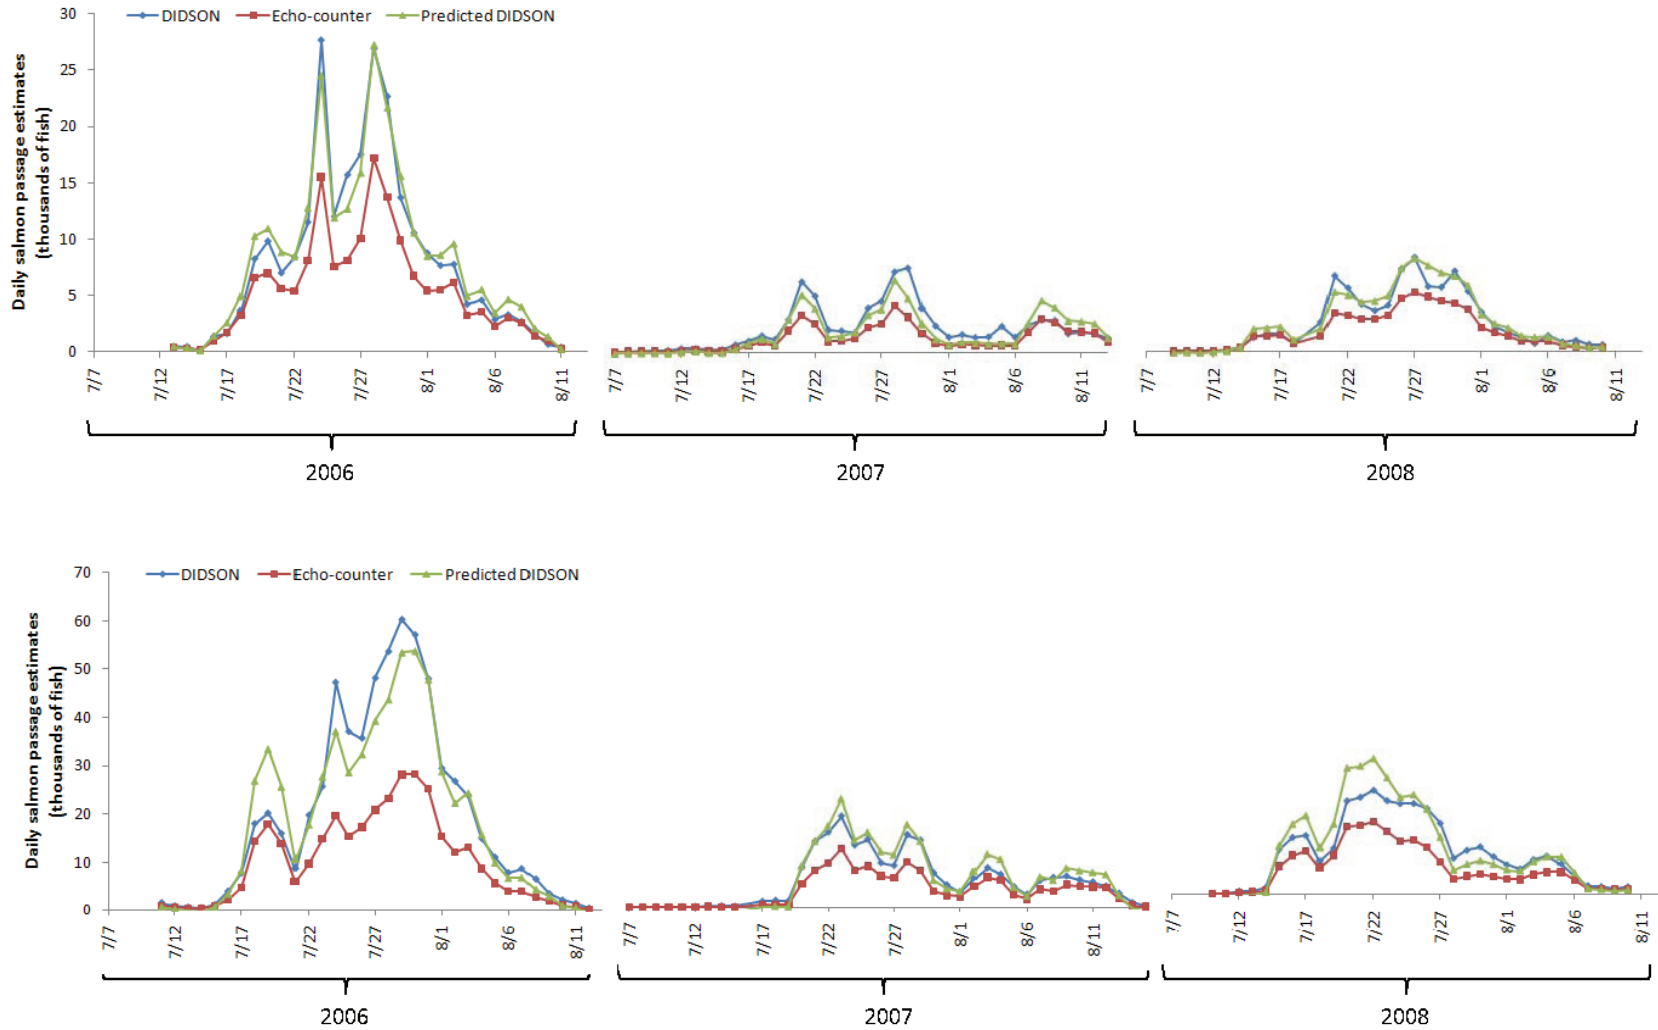 DIDSON Echo-counter Predicted DIDSON
Daily salmon passage estimates
(thousands of fish)
30
25
20
15
10
5
0
7/7 7/12 7/17 7/22 7/27 8/1 8/6 8/11
7/7 7/12 7/17 7/22 7/27 8/1 8/6 8/11
7/7 7/12 7/17 7/22 7/27 8/1 8/6 8/11
2006 2007 2008
DIDSON Echo-counter Predicted DIDSON
Daily salmon passage estimates
(thousands of fish)
70
60
50
40
30
20
10
0
7/7 7/12 7/17 7/22 7/27 8/1 8/6 8/11
7/7 7/12 7/17 7/22 7/27 8/1 8/6 8/11
7/7 7/12 7/17 7/22 7/27 8/1 8/6 8/11
2006 2007 2008